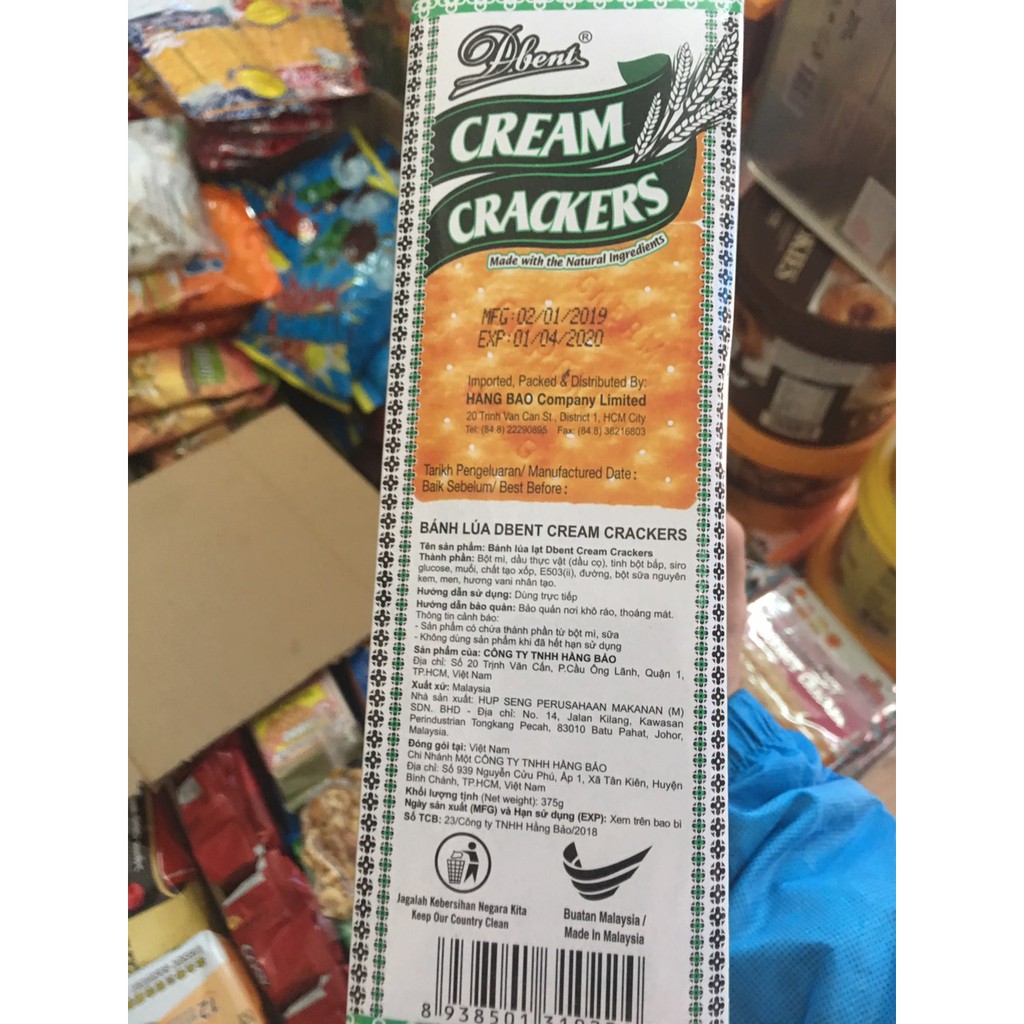 Dbent®
CREAM
CRACKERS
Made with the Natural Ingredients
MFG:02/01/2019
EXP:01/04/2020
Imported, Packed & Distributed By:
HANG BAO Company Limited
20 Trinh Van Can St., District 1, HCM City
Tel: (84 8) 22290895 Fax: (84 8) 36216803
Tarikh Pengeluaran/ Manufactured Date :
Baik Sebelum/ Best Before :
BÁNH LÚA DBENT CREAM CRACKERS
Tên sản phẩm: Bánh lúa lạt Dbent Cream Crackers
Thành phần: Bột mì, dầu thực vật (dầu cọ), tinh bột bắp, siro
glucose, muối, chất tạo xốp, E503(ii), đường, bột sữa nguyên
kem, men, hương vani nhân tạo.
Hướng dẫn sử dụng: Dùng trực tiếp
Hướng dẫn bảo quản: Bảo quản nơi khô ráo, thoáng mát.
Thông tin cảnh báo:
- Sản phẩm có chứa thành phần từ bột mì, sữa
- Không dùng sản phẩm khi đã hết hạn sử dụng
Sản phẩm của: CÔNG TY TNHH HẰNG BẢO
Địa chỉ: Số 20 Trịnh Văn Cấn, P.Cầu Ông Lãnh, Quận 1,
TP.HCM, Việt Nam
Xuất xứ: Malaysia
Nhà sản xuất: HUP SENG PERUSAHAAN MAKANAN (M)
SDN. BHD - Địa chỉ: No. 14, Jalan Kilang, Kawasan
Perindustrian Tongkang Pecah, 83010 Batu Pahat, Johor,
Malaysia.
Đóng gói tại: Việt Nam
Chi Nhánh Một CÔNG TY TNHH HẰNG BẢO
Địa chỉ: Số 939 Nguyễn Cửu Phú, Ấp 1, Xã Tân Kiên, Huyện
Bình Chánh, TP.HCM, Việt Nam
Khối lượng tịnh (Net weight): 375g
Ngày sản xuất (MFG) và Hạn sử dụng (EXP): Xem trên bao bì
Số TCB: 23/Công ty TNHH Hằng Bảo/2018
Jagalah Kebersihan Negara Kita
Keep Our Country Clean
Buatan Malaysia /
Made In Malaysia
8 938501